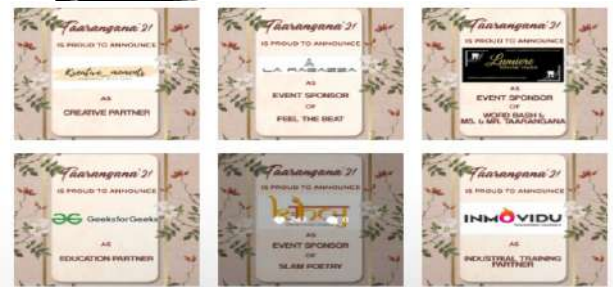 Taarangana'21
IS PROUD TO ANNOUNCE
Kreative_moments
AS
CREATIVE PARTNER
Taarangana'21
IS PROUD TO ANNOUNCE
LA RAGAZZA
AS
EVENT SPONSOR
OF
FEEL THE BEAT
Taarangana'21
IS PROUD TO ANNOUNCE
Lumiere
AS
EVENT SPONSOR
OF
WORD BASH &
MS. & MR. TAARANGANA
Taarangana'21
IS PROUD TO ANNOUNCE
GeeksforGeeks
AS
EDUCATION PARTNER
Taarangana'21
IS PROUD TO ANNOUNCE
AS
EVENT SPONSOR
OF
SLAM POETRY
Taarangana'21
IS PROUD TO ANNOUNCE
INMOVIDU
AS
INDUSTRIAL TRAINING
PARTNER